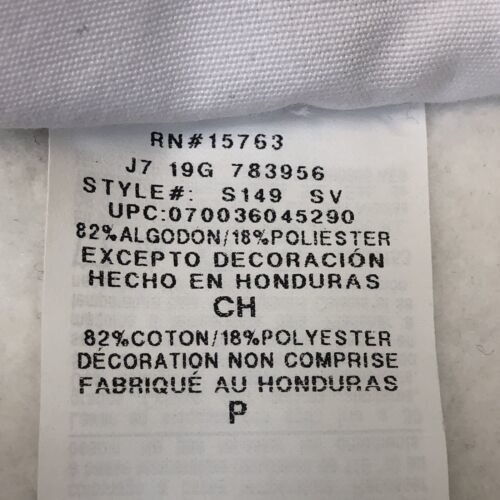 RN#15763
J7 19G 783956
STYLE#: S149 SV
UPC:070036045290
82%ALGODON/18%POLIESTER
EXCEPTO DECORACIÓN
HECHO EN HONDURAS
CH
82%COTON/18%POLYESTER
DÉCORATION NON COMPRISE
FABRIQUÉ AU HONDURAS
P